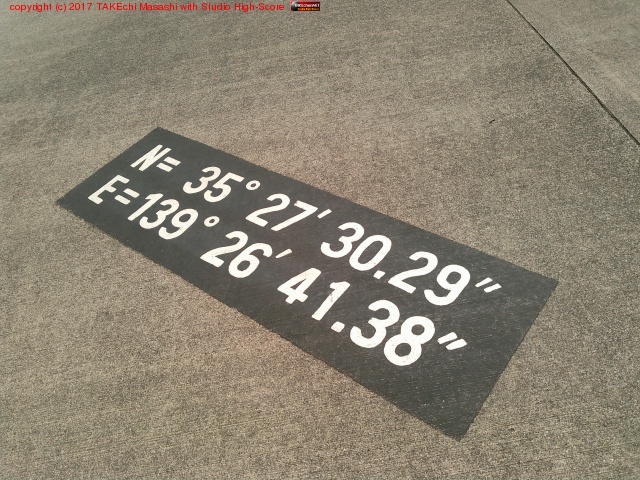 copyright (c) 2017 TAKEchi Masashi with Studio High-Score
N= 35° 27′ 30.29″
E=139° 26′ 41.38″